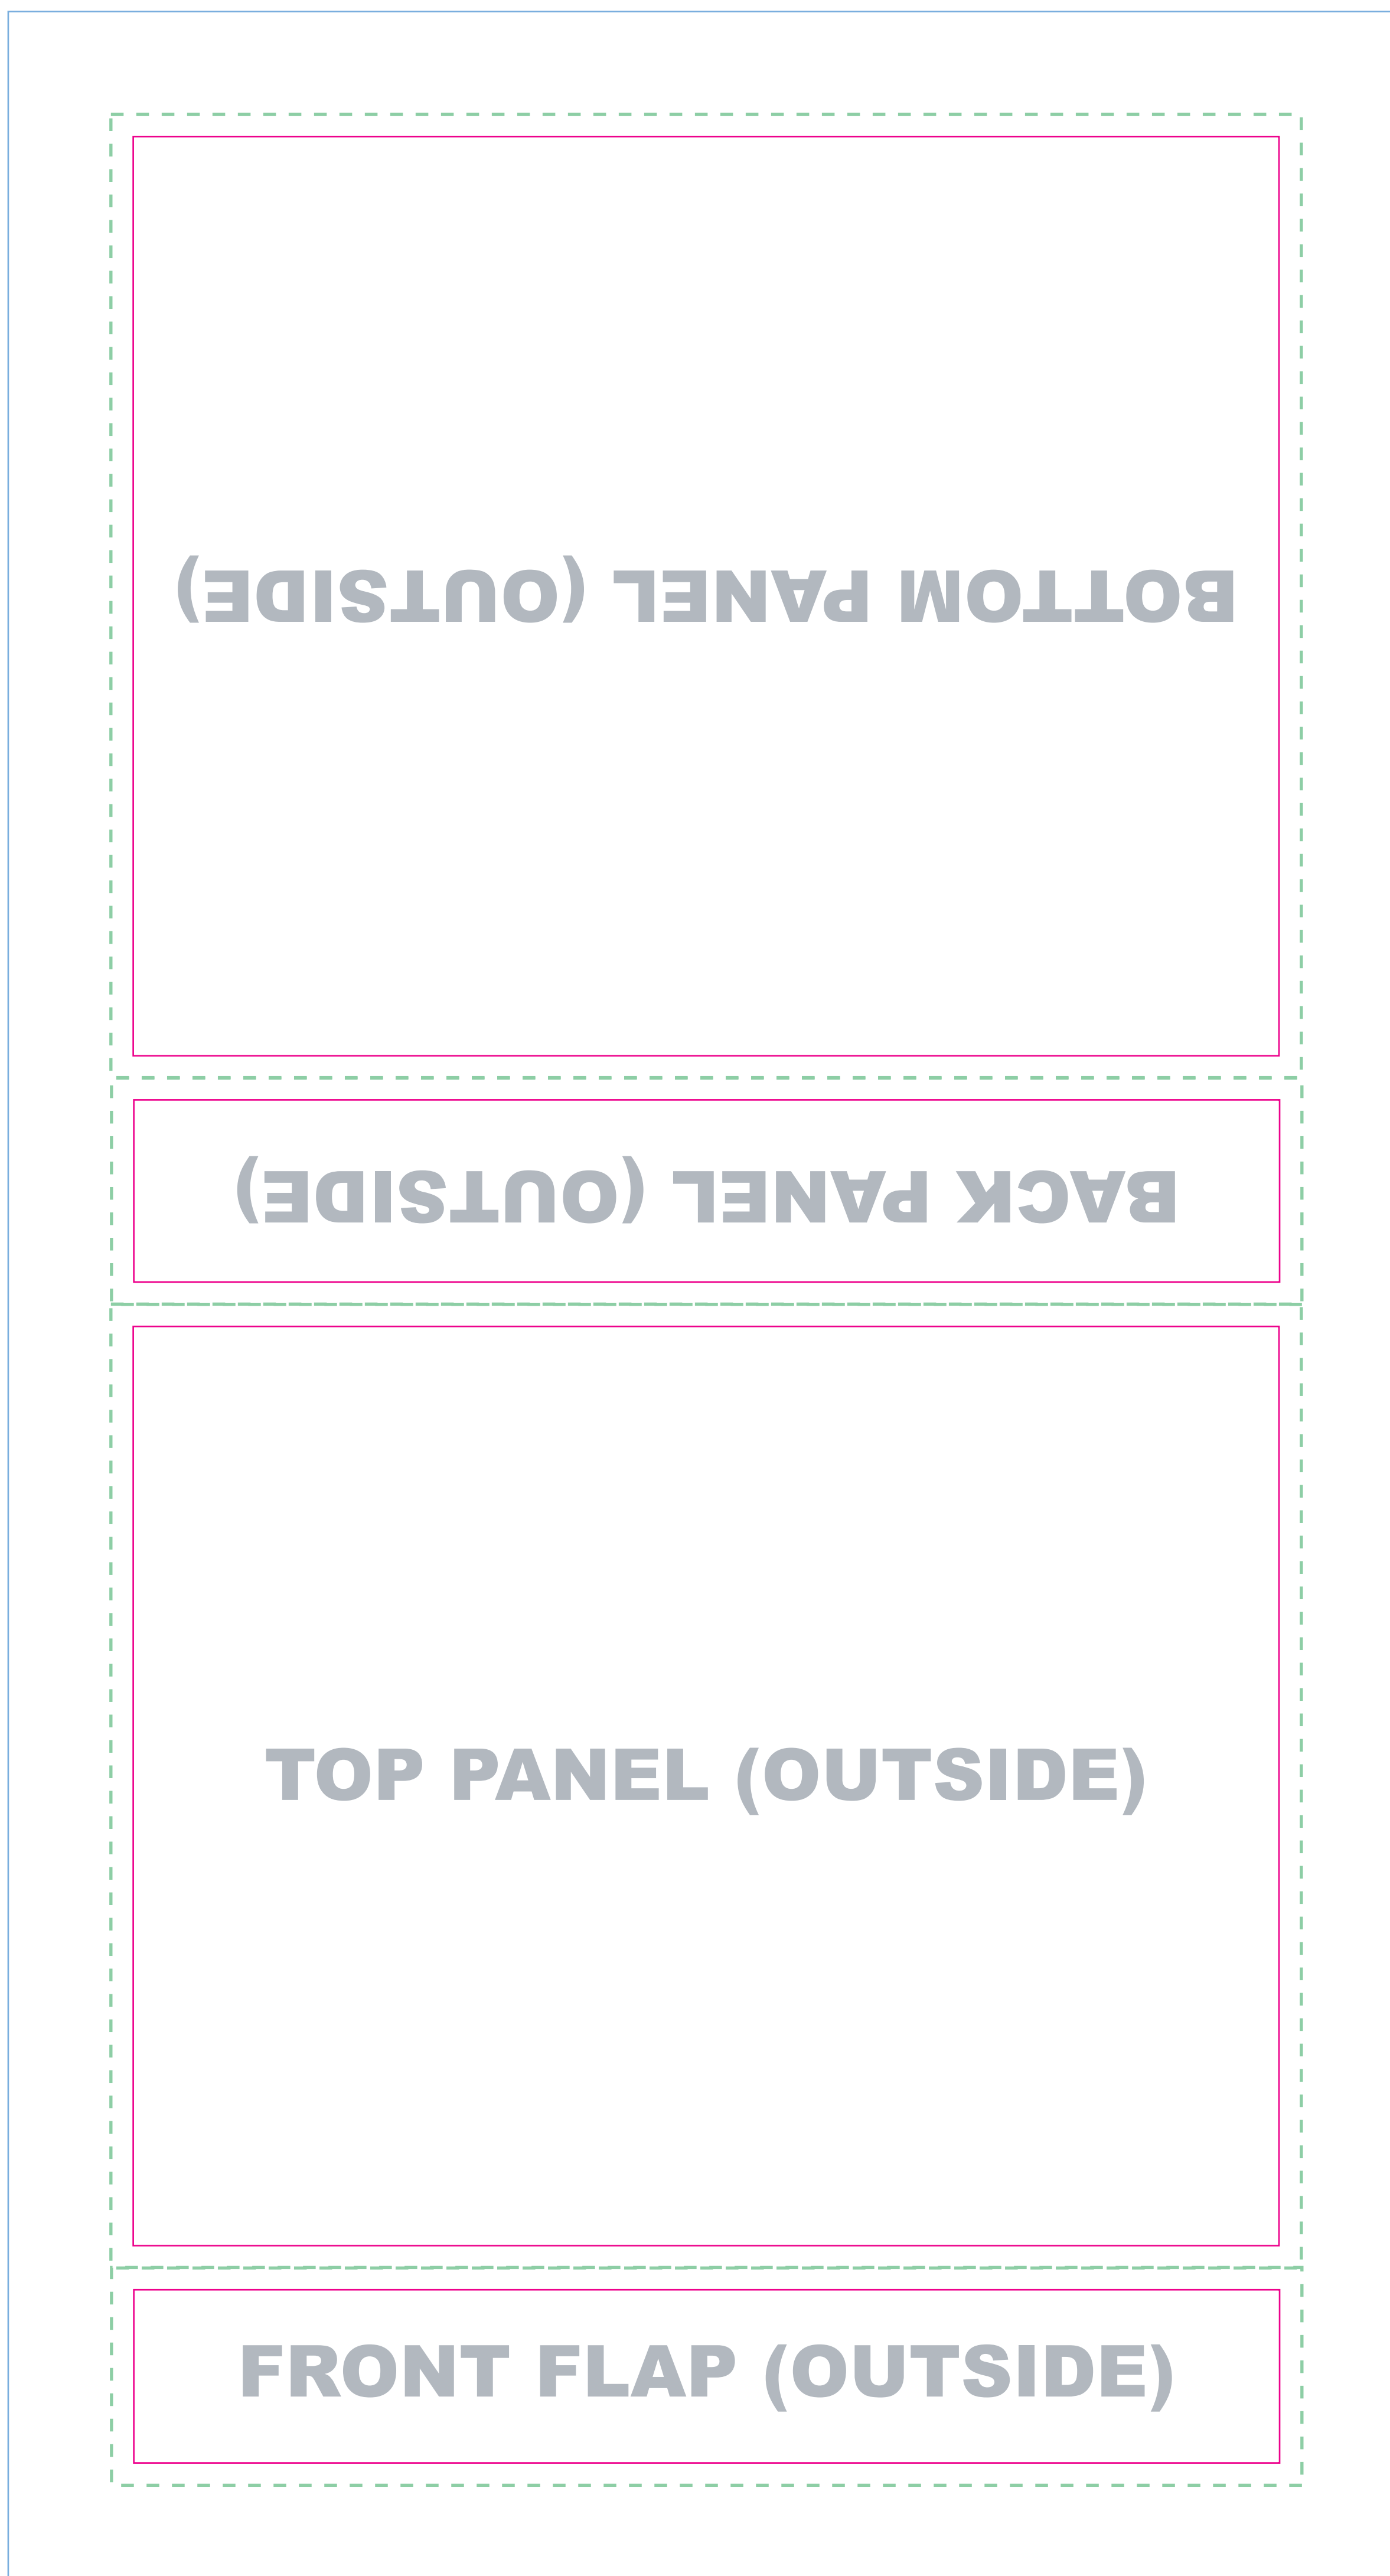 BOTTOM PANEL (OUTSIDE)
BACK PANEL (OUTSIDE)
TOP PANEL (OUTSIDE)
FRONT FLAP (OUTSIDE)